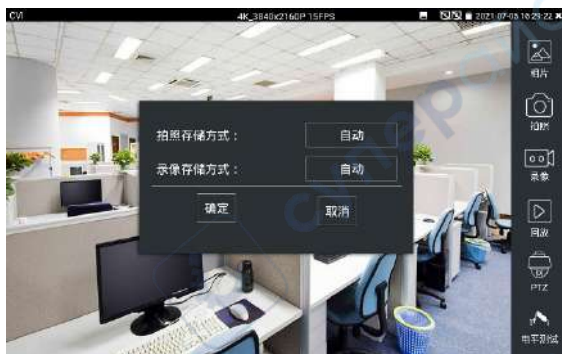 CVI 4K_3840x2160P 15FPS 2021-07-05 16:29:22
相片
拍照
拍照存储方式： 自动
录像
录像存储方式： 自动
确定 取消
回放
PTZ
电平测试